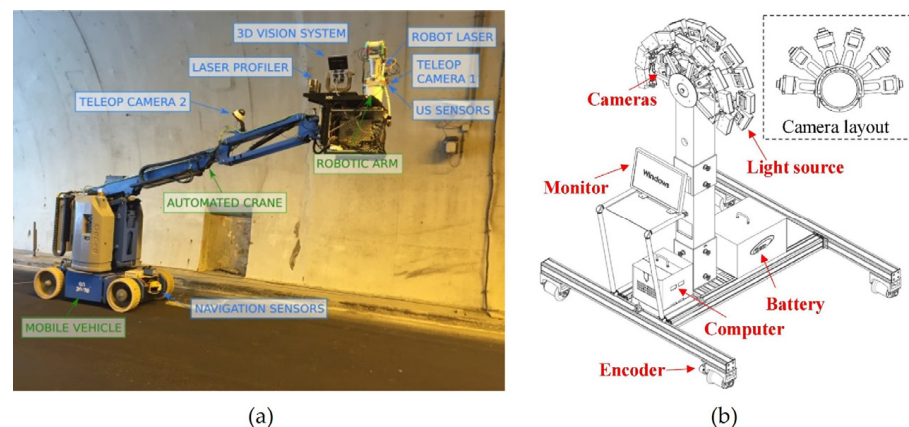 3D VISION SYSTEM
ROBOT LASER
LASER PROFILER
TELEOP
CAMERA 1
TELEOP CAMERA 2
US SENSORS
ROBOTIC ARM
AUTOMATED CRANE
NAVIGATION SENSORS
MOBILE VEHICLE
(a)
Cameras
Camera layout
Light source
Monitor
Windows
Battery
Computer
Encoder
(b)